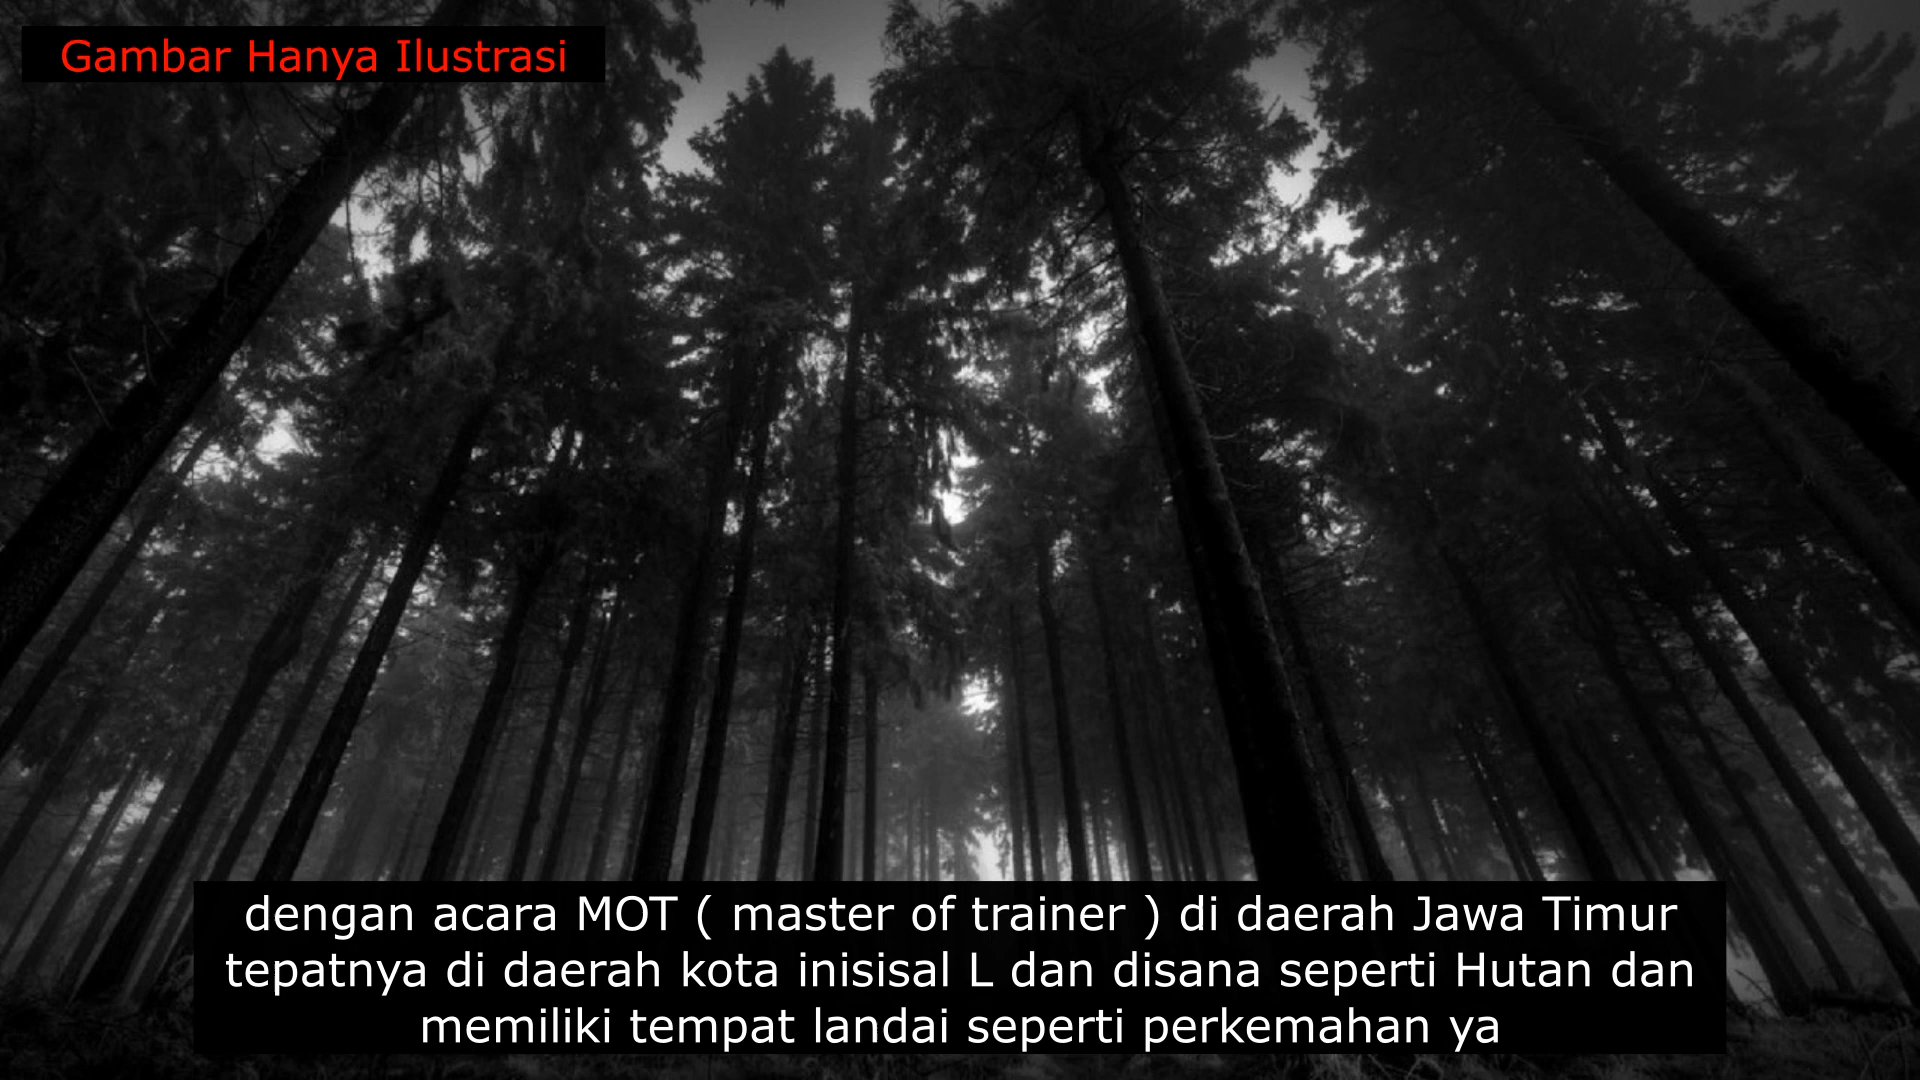 Gambar Hanya Ilustrasi
dengan acara MOT ( master of trainer ) di daerah Jawa Timur
tepatnya di daerah kota inisisal L dan disana seperti Hutan dan
memiliki tempat landai seperti perkemahan ya